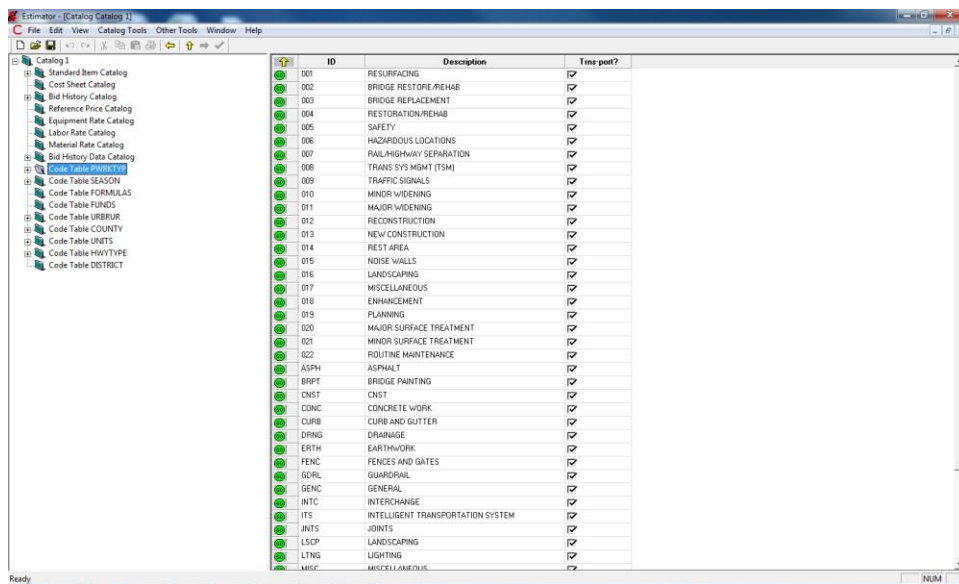 Estimator - [Catalog Catalog 1]
File Edit View Catalog Tools Other Tools Window Help
Catalog 1
Standard Item Catalog
Cost Sheet Catalog
Bid History Catalog
Reference Price Catalog
Equipment Rate Catalog
Labor Rate Catalog
Material Rate Catalog
Bid History Data Catalog
Code Table PWRKTYP
Code Table SEASON
Code Table FORMULAS
Code Table FUNDS
Code Table URBRUR
Code Table COUNTY
Code Table UNITS
Code Table HWYTYPE
Code Table DISTRICT
ID Description Trns-port?
001 RESURFACING
002 BRIDGE RESTORE/REHAB
003 BRIDGE REPLACEMENT
004 RESTORATION/REHAB
005 SAFETY
006 HAZARDOUS LOCATIONS
007 RAIL/HIGHWAY SEPARATION
008 TRANS SYS MGMT (TSM)
009 TRAFFIC SIGNALS
010 MINOR WIDENING
011 MAJOR WIDENING
012 RECONSTRUCTION
013 NEW CONSTRUCTION
014 REST AREA
015 NOISE WALLS
016 LANDSCAPING
017 MISCELLANEOUS
018 ENHANCEMENT
019 PLANNING
020 MAJOR SURFACE TREATMENT
021 MINOR SURFACE TREATMENT
022 ROUTINE MAINTENANCE
ASPH ASPHALT
BRPT BRIDGE PAINTING
CNST CNST
CONC CONCRETE WORK
CURB CURB AND GUTTER
DRNG DRAINAGE
ERTH EARTHWORK
FENC FENCES AND GATES
GDRL GUARDRAIL
GENC GENERAL
INTC INTERCHANGE
ITS INTELLIGENT TRANSPORTATION SYSTEM
JNTS JOINTS
LSCP LANDSCAPING
LTNG LIGHTING
MISC MISCELLANEOUS
Ready NUM